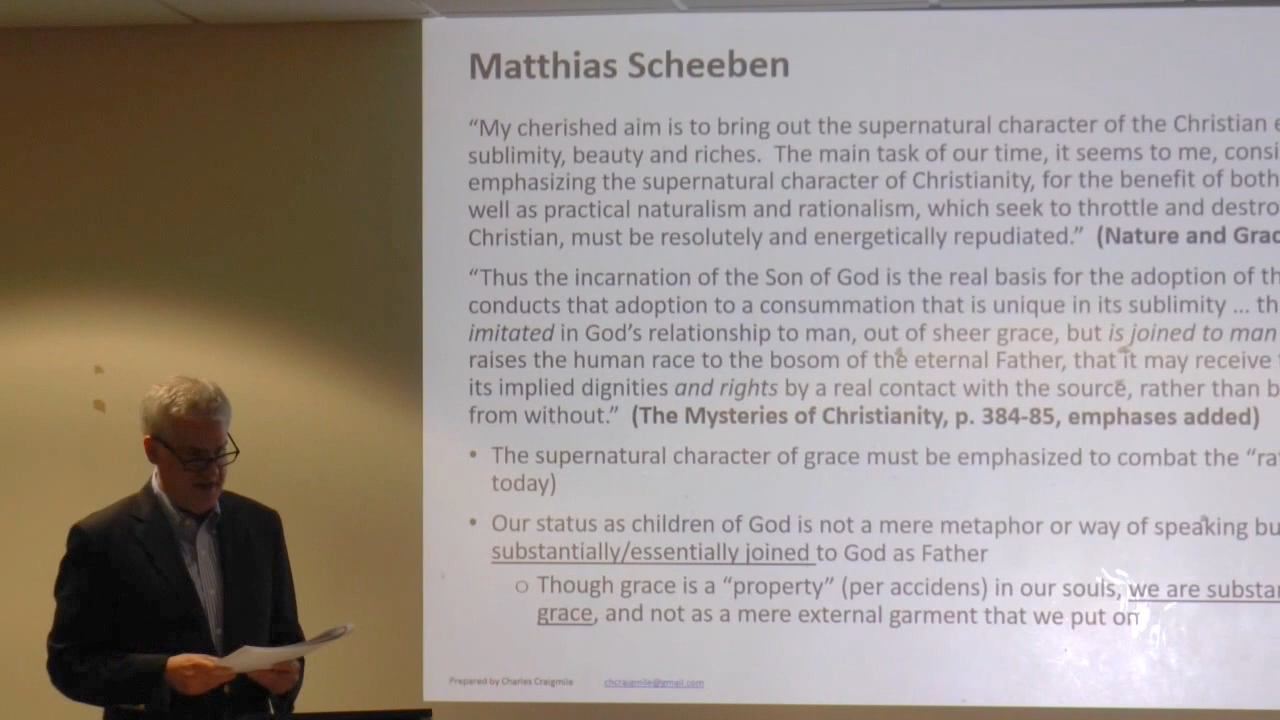 Matthias Scheeben
“My cherished aim is to bring out the supernatural character of the Christian
sublimity, beauty and riches. The main task of our time, it seems to me, consi
emphasizing the supernatural character of Christianity, for the benefit of both
well as practical naturalism and rationalism, which seek to throttle and destro
Christian, must be resolutely and energetically repudiated.” (Nature and Grac
“Thus the incarnation of the Son of God is the real basis for the adoption of th
conducts that adoption to a consummation that is unique in its sublimity ... th
imitated in God’s relationship to man, out of sheer grace, but is joined to man
raises the human race to the bosom of the eternal Father, that it may receive
its implied dignities and rights by a real contact with the source, rather than b
from without.” (The Mysteries of Christianity, p. 384-85, emphases added)
• The supernatural character of grace must be emphasized to combat the “ra
today)
• Our status as children of God is not a mere metaphor or way of speaking bu
substantially/essentially joined to God as Father
o Though grace is a “property” (per accidens) in our souls, we are substan
grace, and not as a mere external garment that we put on
Prepared by Charles Craigmile chcraigmile@gmail.com